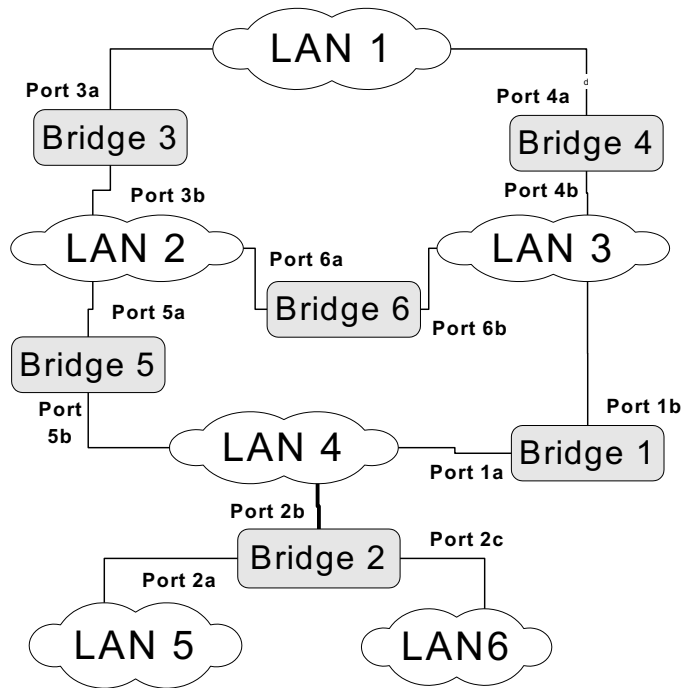 LAN 1
Port 3a
d
Port 4a
Bridge 3
Bridge 4
Port 3b
Port 4b
LAN 2
LAN 3
Port 6a
Port 5a
Bridge 6
Port 6b
Bridge 5
Port
5b
Port 1b
LAN 4
Bridge 1
Port 1a
Port 2b
Port 2c
Bridge 2
Port 2a
LAN 5
LAN6